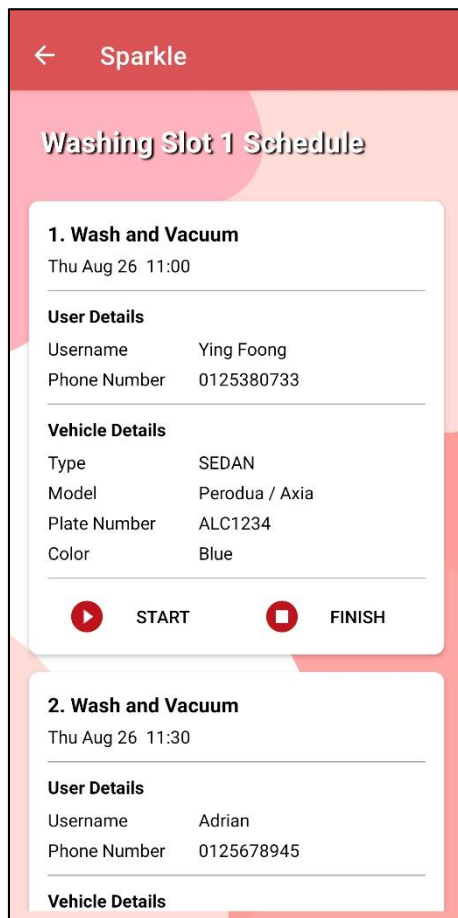 Sparkle
Washing Slot 1 Schedule
1. Wash and Vacuum
Thu Aug 26 11:00
User Details
Username Ying Foong
Phone Number 0125380733
Vehicle Details
Type SEDAN
Model Perodua / Axia
Plate Number ALC1234
Color Blue
START FINISH
2. Wash and Vacuum
Thu Aug 26 11:30
User Details
Username Adrian
Phone Number 0125678945
Vehicle Details